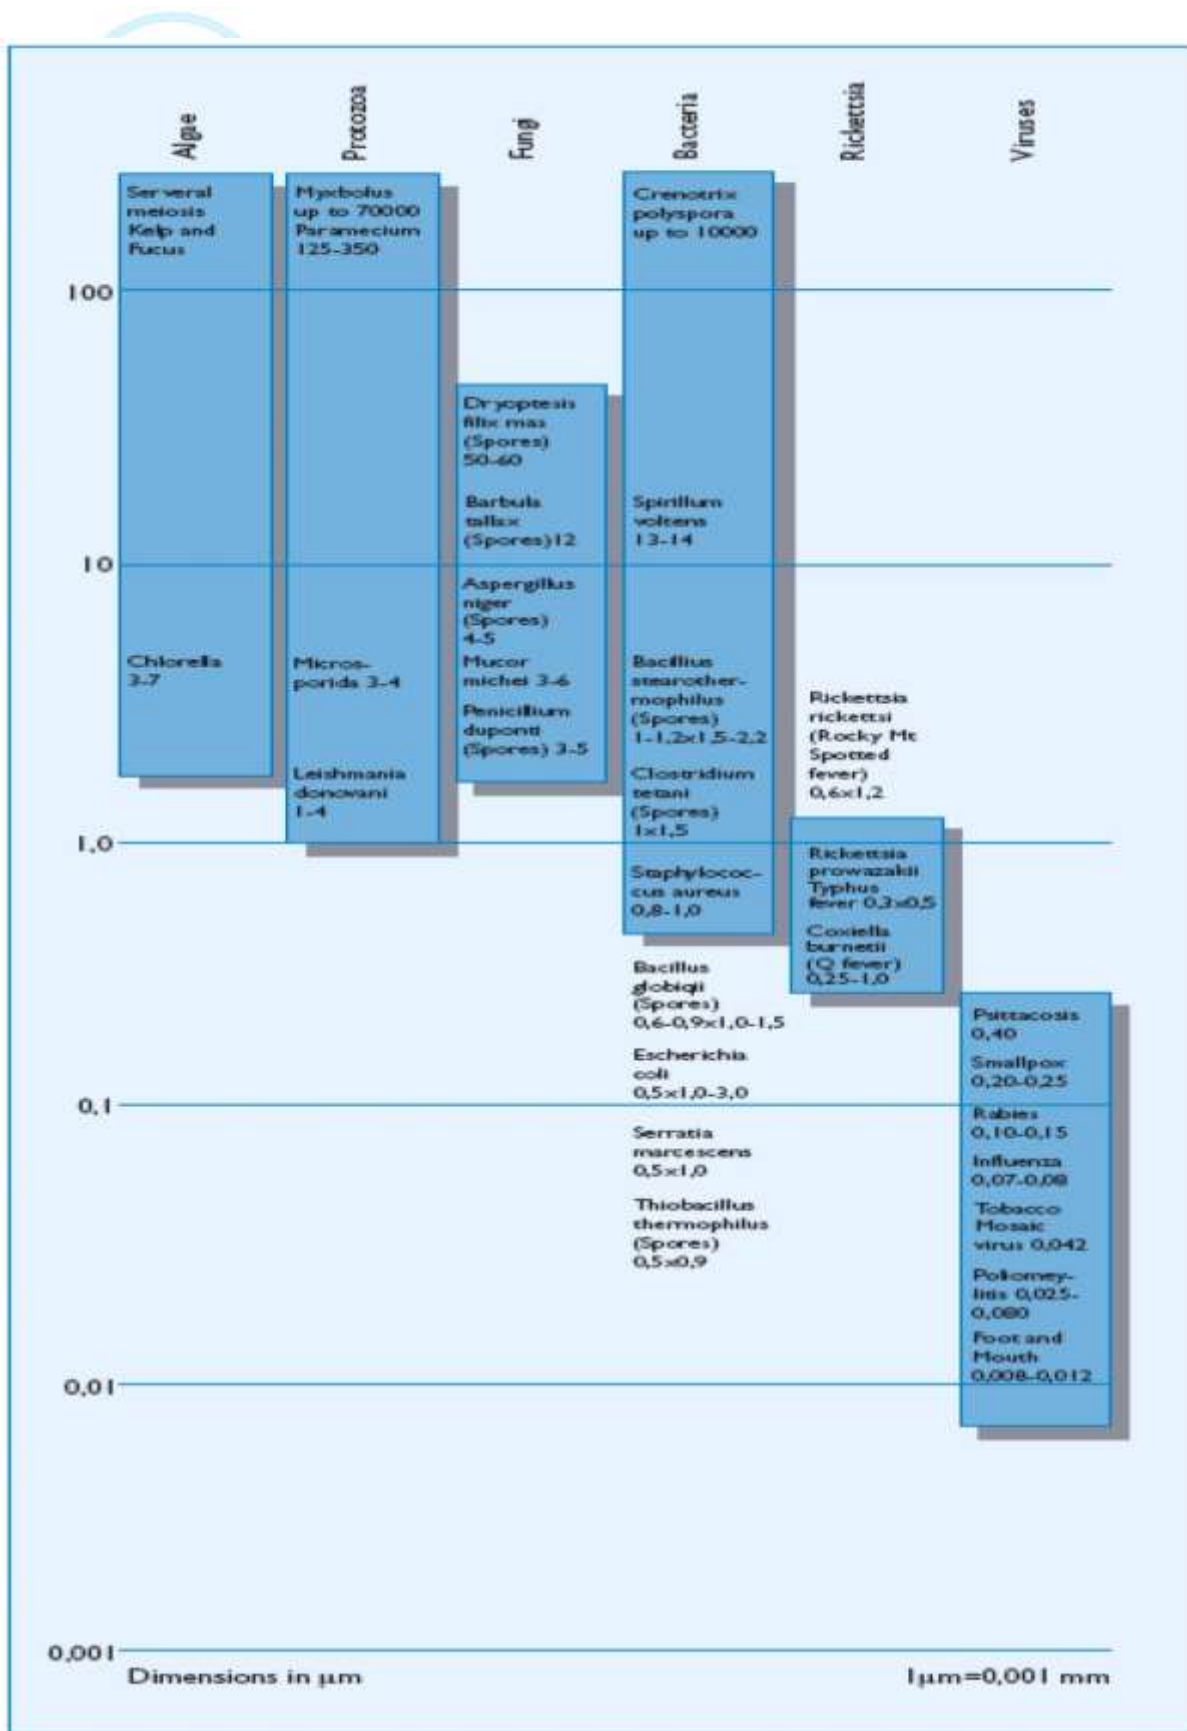 Algae
Protozoa
Fungi
Bacteria
Rickettsia
Viruses
Serveral
meiosis
Kelp and
Fucus
Chlorella
3-7
Myxbolus
up to 70000
Paramecium
125-350
Micros-
porida 3-4
Leishmania
donovani
1-4
Dryoptesis
filix mas
(Spores)
50-60
Barbula
tallax
(Spores)12
Aspergillus
niger
(Spores)
4-5
Mucor
michei 3-6
Penicillium
duponti
(Spores) 3-5
Crenotrix
polyspora
up to 10000
Spirillum
voltens
13-14
Bacillius
stearother-
mophilus
(Spores)
1-1,2x1,5-2,2
Clostridium
tetani
(Spores)
1x1,5
Staphylococ-
cus aureus
0,8-1,0
Bacillus
globiqii
(Spores)
0,6-0,9x1,0-1,5
Escherichia
coli
0,5x1,0-3,0
Serratia
marcescens
0,5x1,0
Thiobacillus
thermophilus
(Spores)
0,5x0,9
Rickettsia
rickettsi
(Rocky Mt
Spotted
fever)
0,6x1,2
Rickettsia
prowazakii
Typhus
fever 0,3x0,5
Coxiella
burnetii
(Q fever)
0,25-1,0
Psittacosis
0,40
Smallpox
0,20-0,25
Rabies
0,10-0,15
Influenza
0,07-0,08
Tobacco
Mosaic
virus 0,042
Poliomey-
litis 0,025-
0,080
Foot and
Mouth
0,008-0,012
100
10
1,0
0,1
0,01
0,001
Dimensions in µm
1µm=0,001 mm